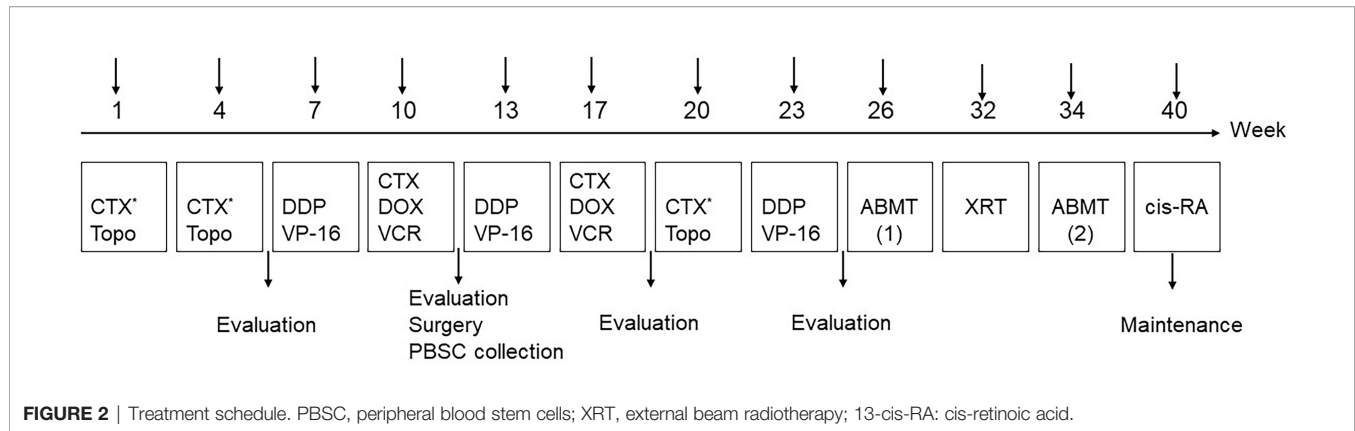 1 4 7 10 13 17 20 23 26 32 34 40
Week
CTX*
Topo
CTX*
Topo
DDP
VP-16
CTX
DOX
VCR
DDP
VP-16
CTX
DOX
VCR
CTX*
Topo
DDP
VP-16
ABMT
(1)
XRT
ABMT
(2)
cis-RA
Evaluation
Evaluation
Surgery
PBSC collection
Evaluation
Evaluation
Maintenance
FIGURE 2 | Treatment schedule. PBSC, peripheral blood stem cells; XRT, external beam radiotherapy; 13-cis-RA: cis-retinoic acid.